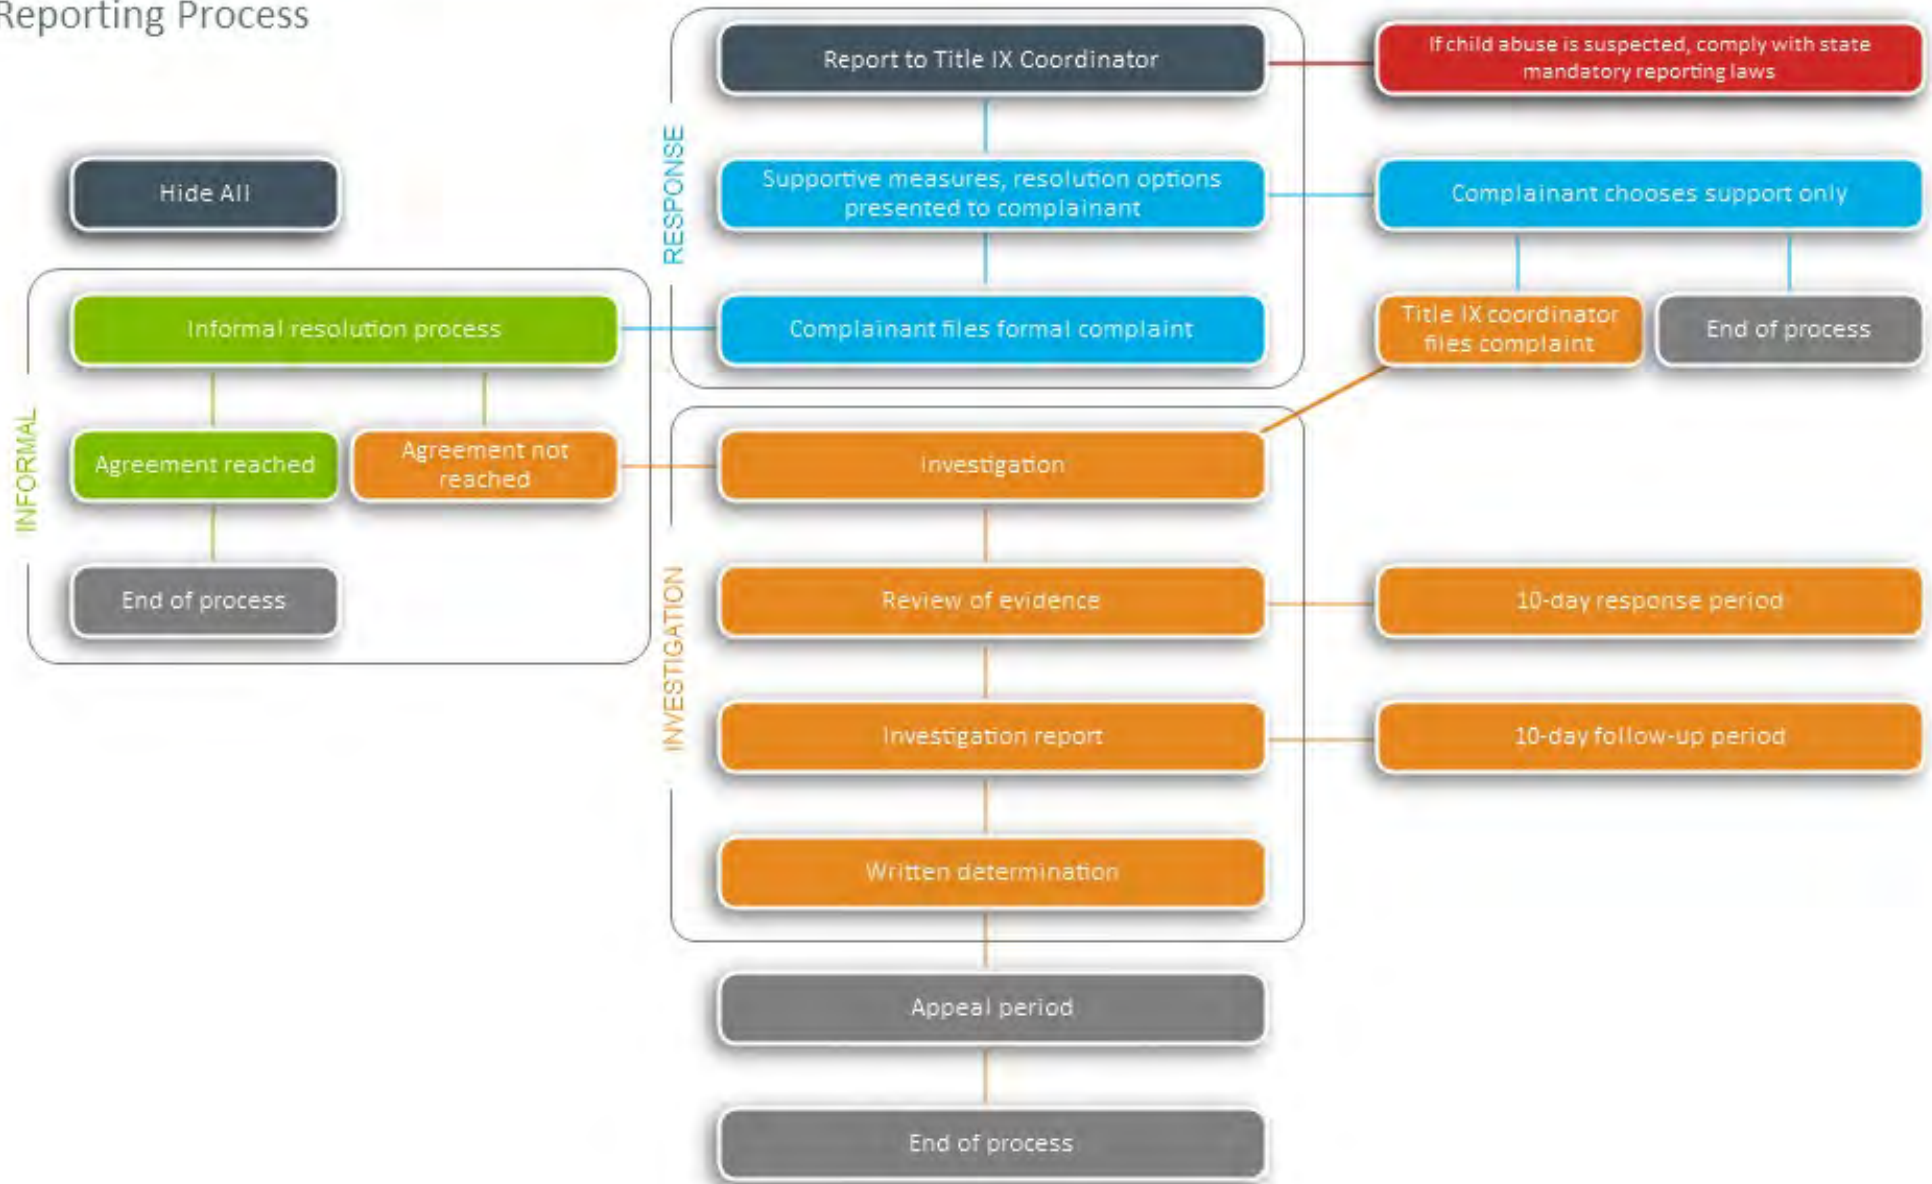 Reporting Process
Report to Title IX Coordinator
If child abuse is suspected, comply with state
mandatory reporting laws
Hide All
RESPONSE
Supportive measures, resolution options
presented to complainant
Complainant chooses support only
Informal resolution process
Complainant files formal complaint
Title IX coordinator
files complaint
End of process
INFORMAL
Agreement reached
Agreement not
reached
Investigation
End of process
INVESTIGATION
Review of evidence
10-day response period
Investigation report
10-day follow-up period
Written determination
Appeal period
End of process